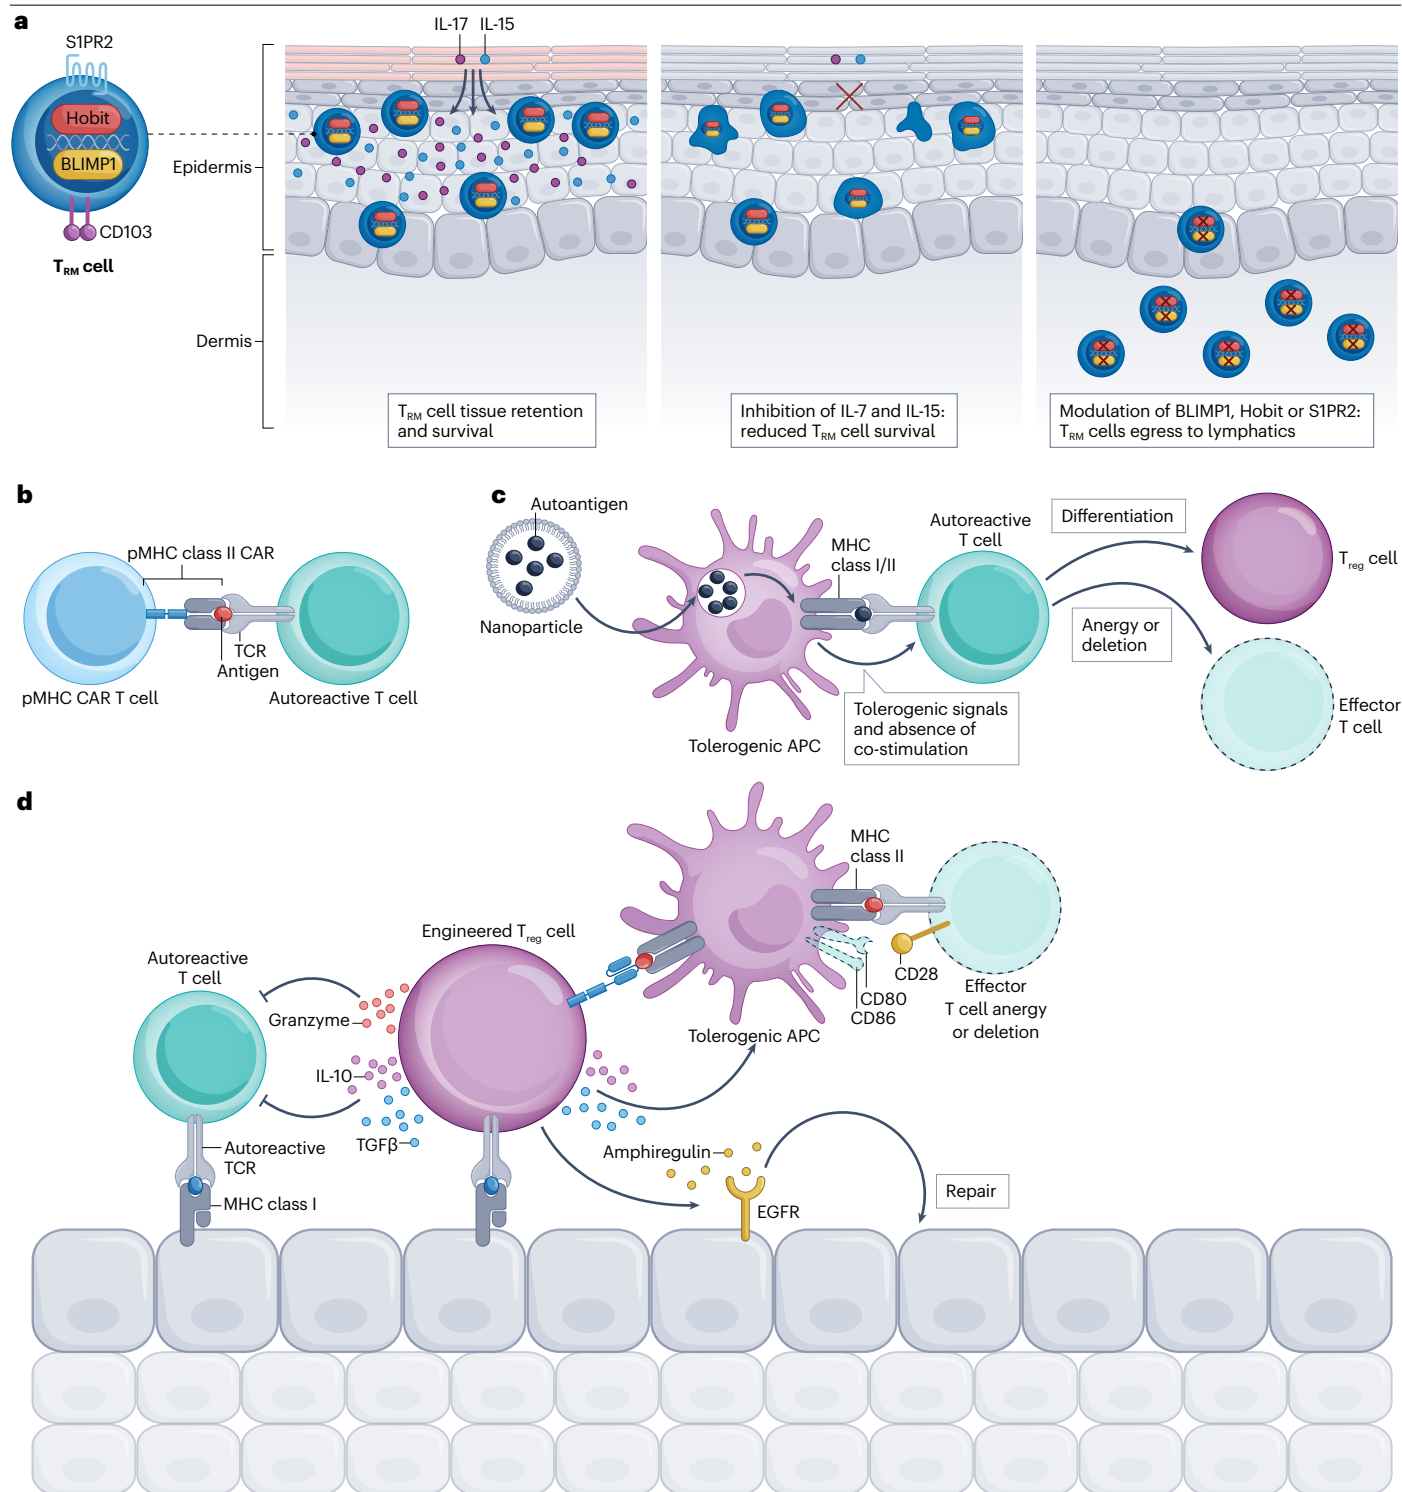 a
S1PR2
Hobit
BLIMP1
CD103
TRM cell
Epidermis
Dermis
IL-17 IL-15
TRM cell tissue retention
and survival
Inhibition of IL-7 and IL-15:
reduced TRM cell survival
Modulation of BLIMP1, Hobit or S1PR2:
TRM cells egress to lymphatics
b
pMHC class II CAR
TCR
Antigen
pMHC CAR T cell
Autoreactive T cell
c
Autoantigen
Nanoparticle
MHC
class I/II
Tolerogenic APC
Autoreactive
T cell
Tolerogenic signals
and absence of
co-stimulation
Differentiation
Anergy or
deletion
Treg cell
Effector
T cell
d
Autoreactive
T cell
Granzyme
IL-10
TGFβ
Autoreactive
TCR
MHC class I
Engineered Treg cell
Tolerogenic APC
MHC
class II
CD28
CD80
CD86
Effector
T cell anergy
or deletion
Amphiregulin
EGFR
Repair